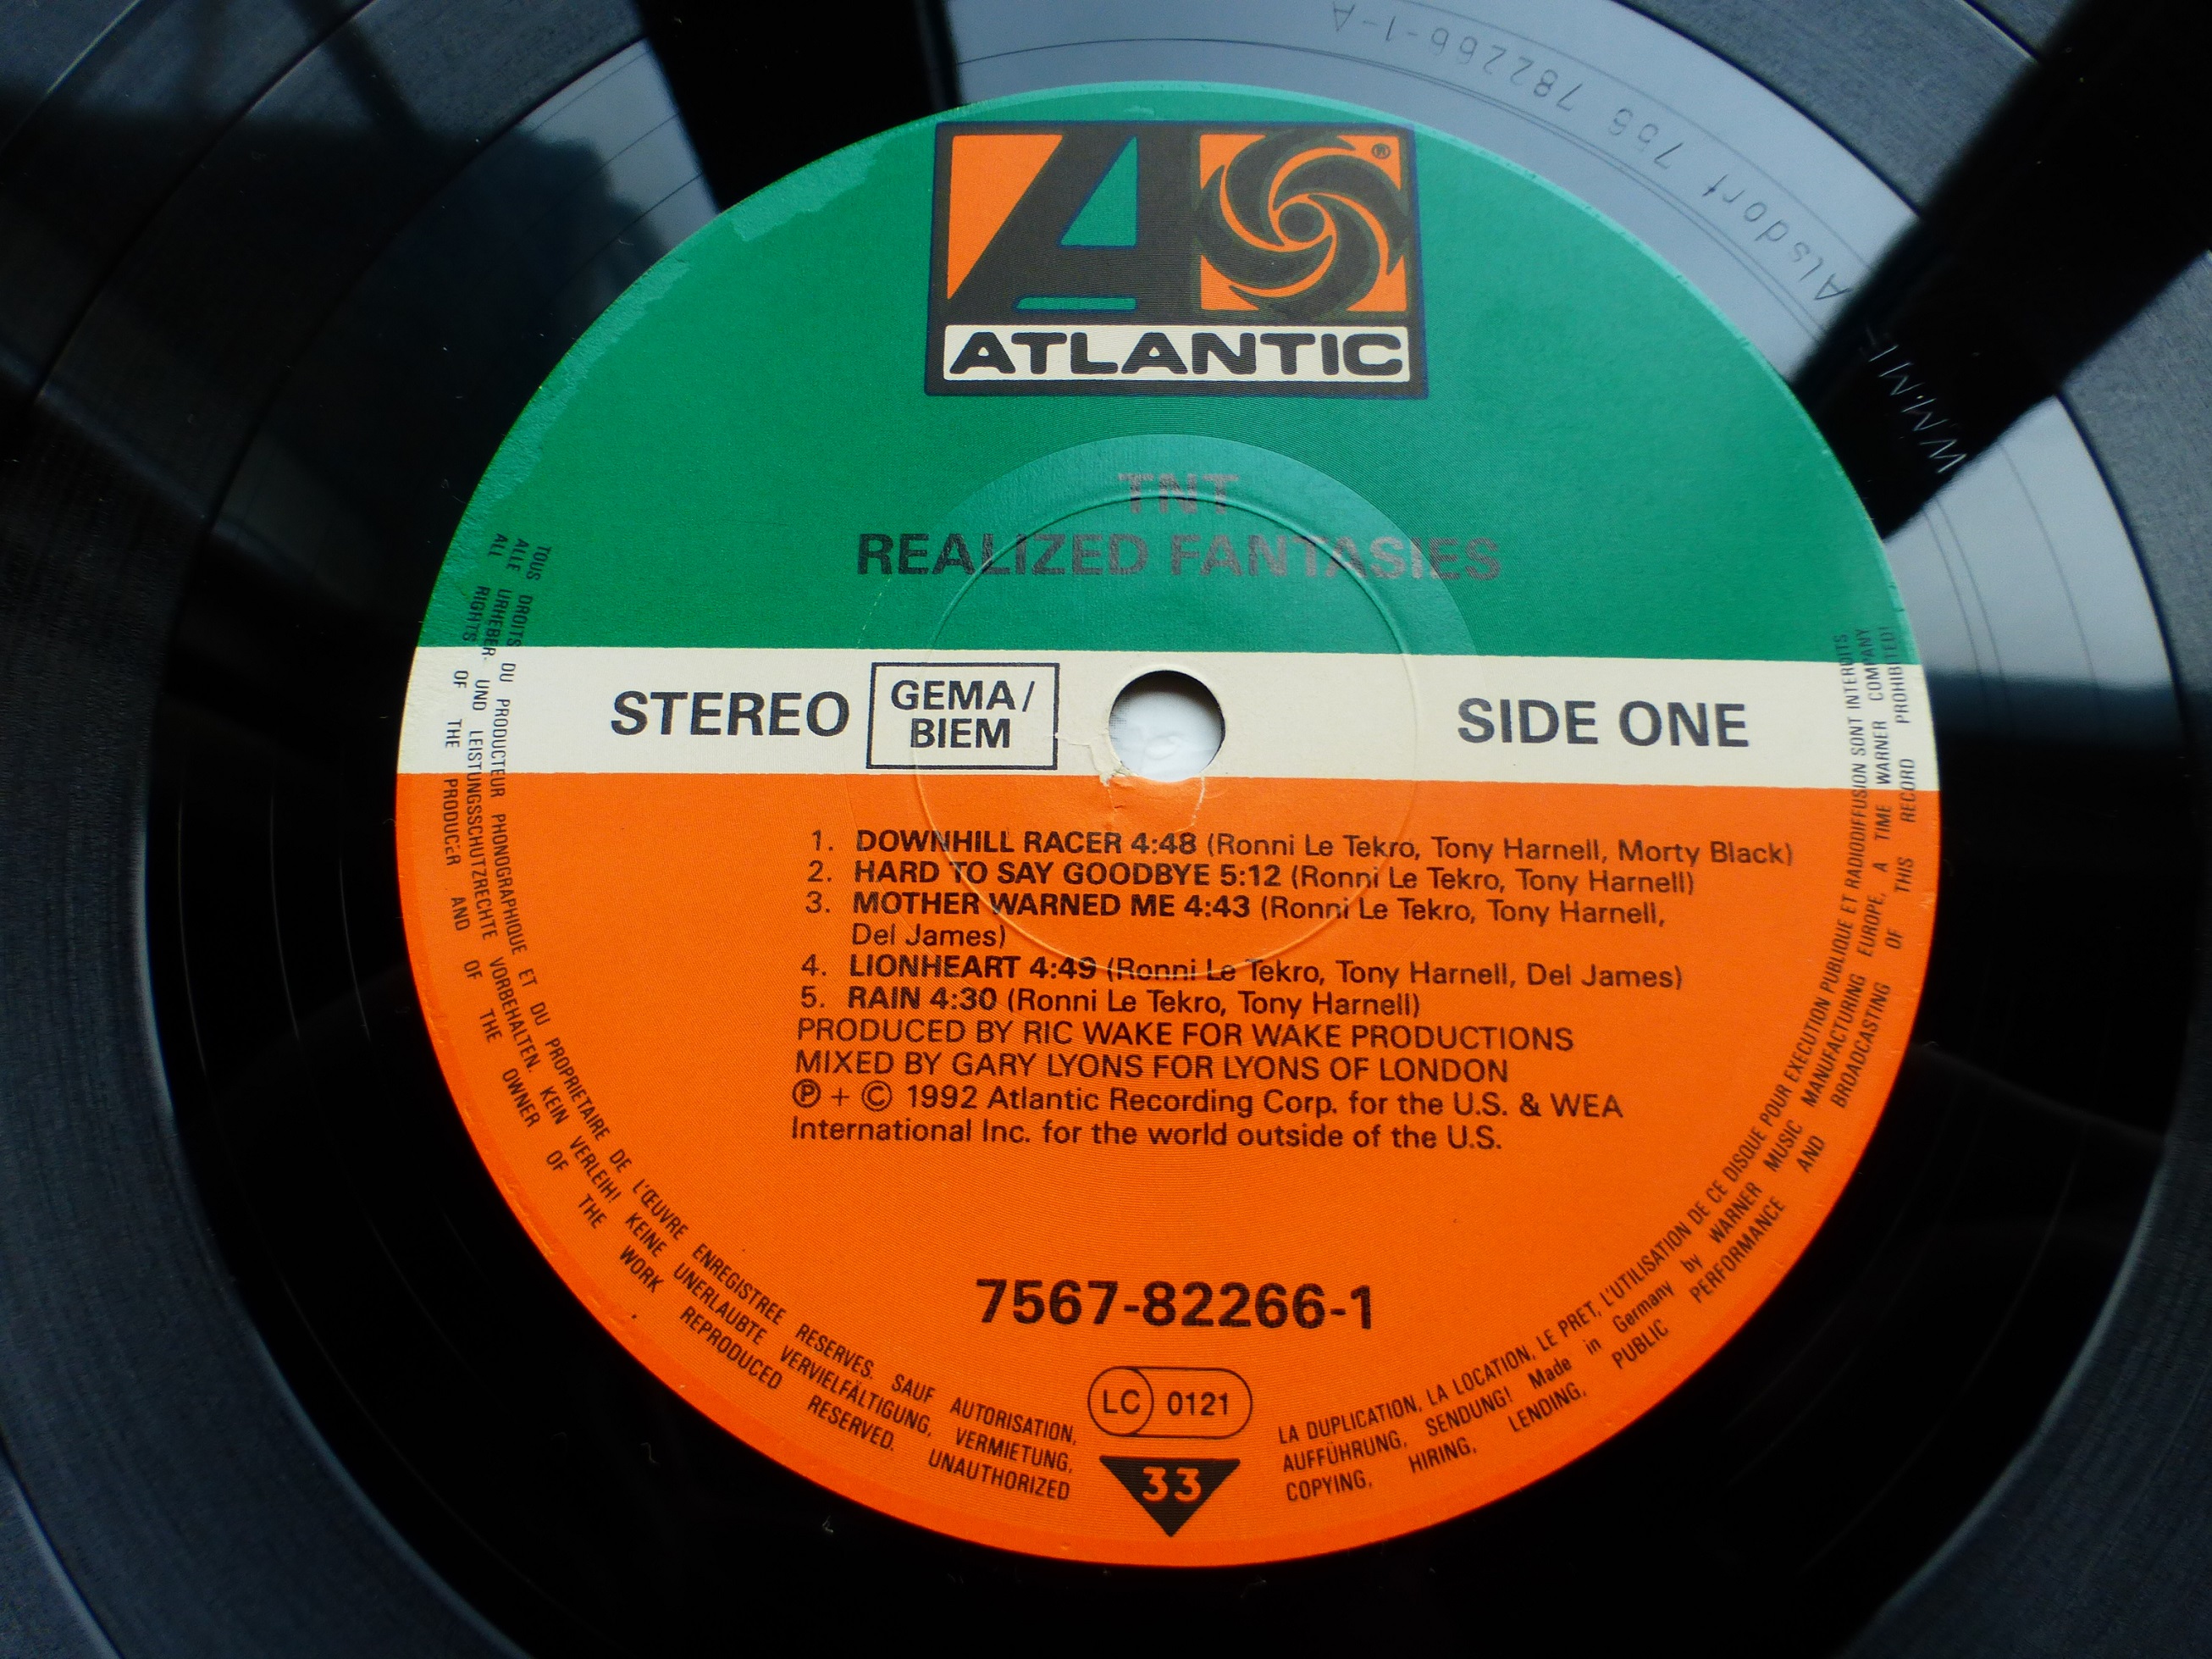 Alsdorf 756 782266-1-A
W.M.M F
®
ATLANTIC
TNT
REALIZED FANTASIES
STEREO
GEMA/
BIEM
SIDE ONE
1. DOWNHILL RACER 4:48 (Ronni Le Tekro, Tony Harnell, Morty Black)
2. HARD TO SAY GOODBYE 5:12 (Ronni Le Tekro, Tony Harnell)
3. MOTHER WARNED ME 4:43 (Ronni Le Tekro, Tony Harnell,
Del James)
4. LIONHEART 4:49 (Ronni Le Tekro, Tony Harnell, Del James)
5. RAIN 4:30 (Ronni Le Tekro, Tony Harnell)
PRODUCED BY RIC WAKE FOR WAKE PRODUCTIONS
MIXED BY GARY LYONS FOR LYONS OF LONDON
Ⓟ + © 1992 Atlantic Recording Corp. for the U.S. & WEA
International Inc. for the world outside of the U.S.
7567-82266-1
LC 0121
33
TOUS DROITS DU PRODUCTEUR PHONOGRAPHIQUE ET DU PROPRIETAIRE DE L'ŒUVRE ENREGISTREE RESERVES. SAUF AUTORISATION, LA DUPLICATION, LA LOCATION, LE PRET, L'UTILISATION DE CE DISQUE POUR EXECUTION PUBLIQUE ET RADIODIFFUSION SONT INTERDITS
ALLE URHEBER- UND LEISTUNGSSCHUTZRECHTE VORBEHALTEN. KEIN VERLEIH! KEINE UNERLAUBTE VERVIELFÄLTIGUNG, VERMIETUNG, AUFFÜHRUNG, SENDUNG! Made in Germany by WARNER MUSIC MANUFACTURING EUROPE, A TIME WARNER COMPANY
ALL RIGHTS OF THE PRODUCER AND OF THE OWNER OF THE WORK REPRODUCED RESERVED. UNAUTHORIZED COPYING, HIRING, LENDING, PUBLIC PERFORMANCE AND BROADCASTING OF THIS RECORD PROHIBITED!